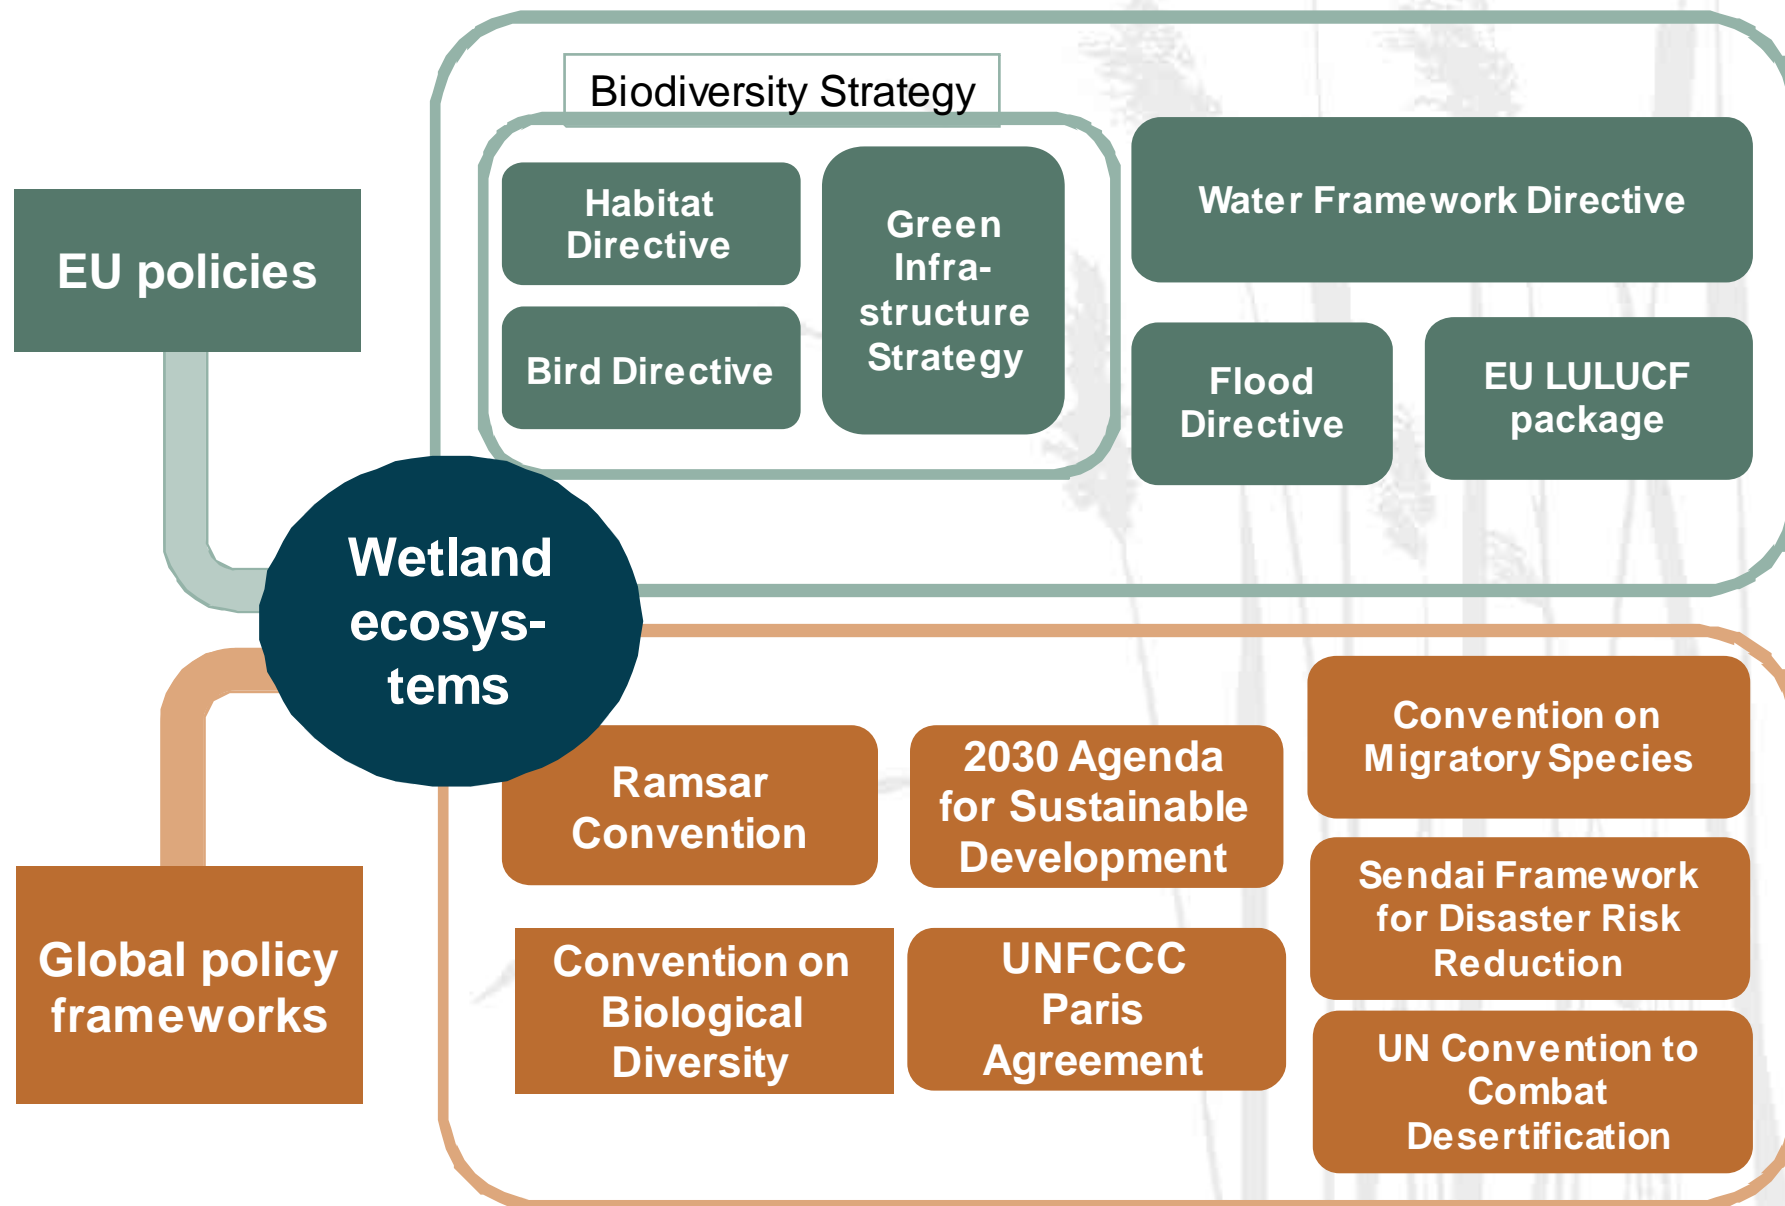 Biodiversity Strategy
EU policies
Habitat
Directive
Bird Directive
Green
Infra-
structure
Strategy
Water Framework Directive
Flood
Directive
EU LULUCF
package
Wetland
ecosys-
tems
Global policy
frameworks
Ramsar
Convention
2030 Agenda
for Sustainable
Development
Convention on
Migratory Species
Convention on
Biological
Diversity
UNFCCC
Paris
Agreement
Sendai Framework
for Disaster Risk
Reduction
UN Convention to
Combat
Desertification